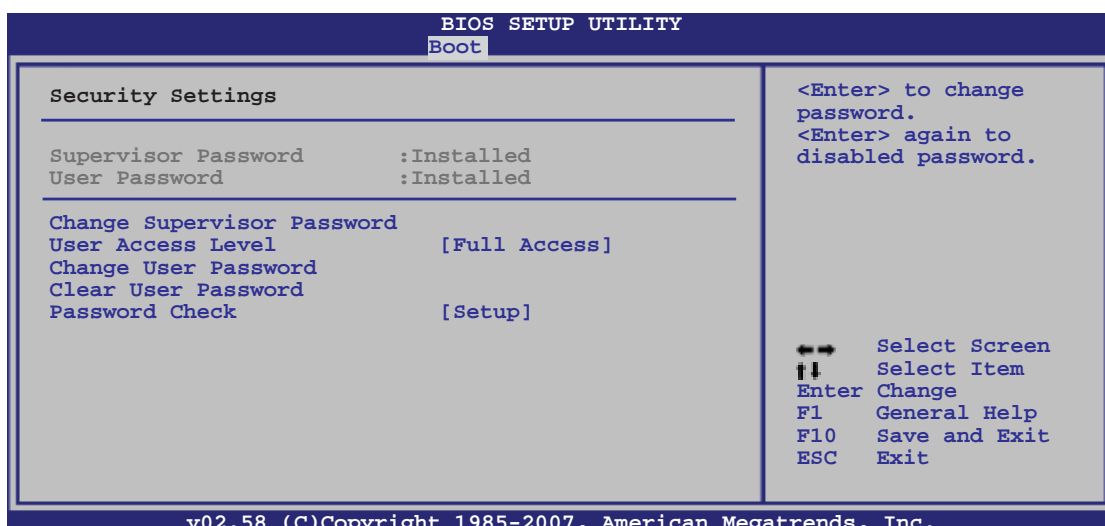 BIOS SETUP UTILITY
Boot
Security Settings
Supervisor Password :Installed
User Password :Installed
Change Supervisor Password
User Access Level [Full Access]
Change User Password
Clear User Password
Password Check [Setup]
<Enter> to change
password.
<Enter> again to
disabled password.
←→ Select Screen
↑↓ Select Item
Enter Change
F1 General Help
F10 Save and Exit
ESC Exit
v02.58 (C)Copyright 1985-2007, American Megatrends, Inc.